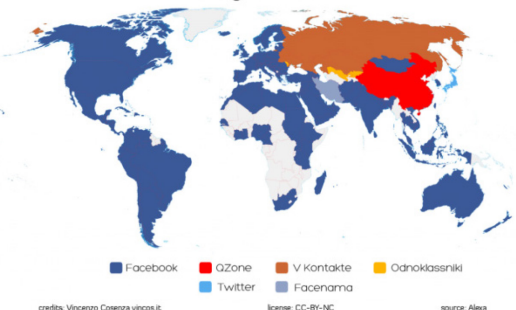 Facebook QZone V Kontakte Odnoklassniki
Twitter Facenama
credits: Vincenzo Cosenza vincos.it license: CC-BY-NC source: Alexa